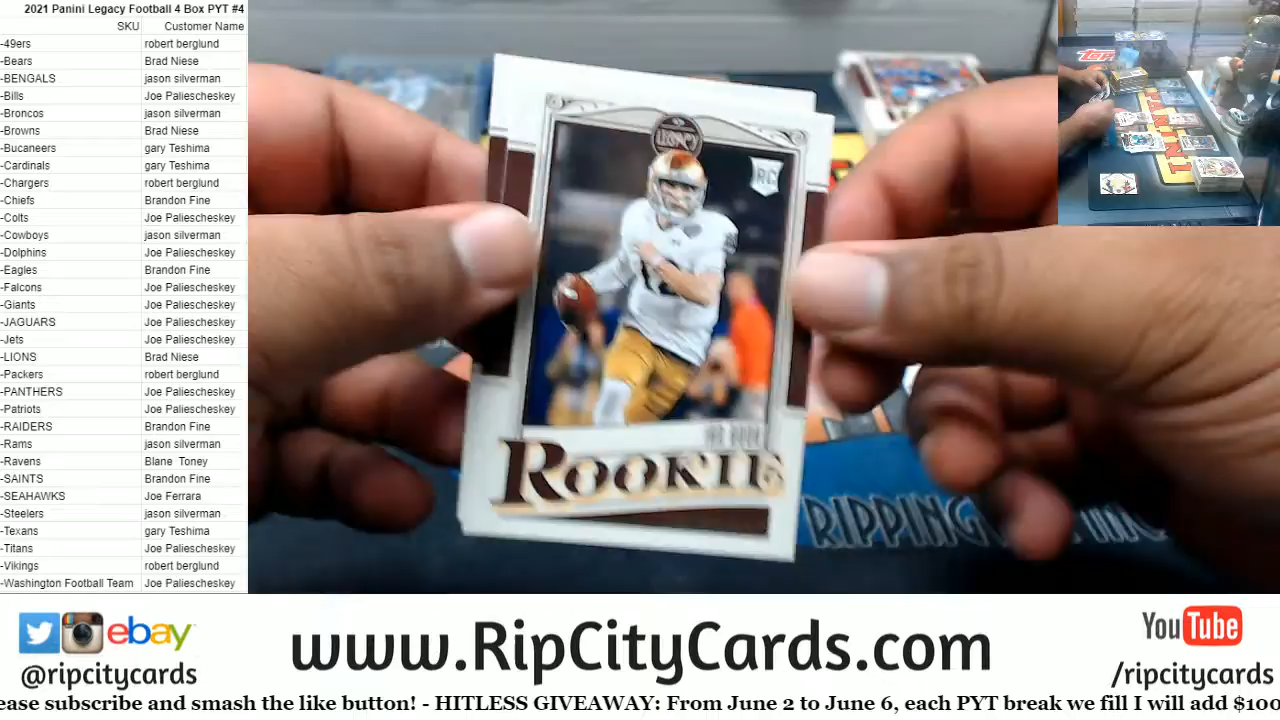 2021 Panini Legacy Football 4 Box PYT #4
SKU Customer Name
-49ers robert berglund
-Bears Brad Niese
-BENGALS jason silverman
-Bills Joe Paliescheskey
-Broncos jason silverman
-Browns Brad Niese
-Bucaneers gary Teshima
-Cardinals gary Teshima
-Chargers robert berglund
-Chiefs Brandon Fine
-Colts Joe Paliescheskey
-Cowboys jason silverman
-Dolphins Joe Paliescheskey
-Eagles Brandon Fine
-Falcons Joe Paliescheskey
-Giants Joe Paliescheskey
-JAGUARS Joe Paliescheskey
-Jets Joe Paliescheskey
-LIONS Brad Niese
-Packers robert berglund
-PANTHERS Joe Paliescheskey
-Patriots Joe Paliescheskey
-RAIDERS Brandon Fine
-Rams jason silverman
-Ravens Blane Toney
-SAINTS Brandon Fine
-SEAHAWKS Joe Ferrara
-Steelers jason silverman
-Texans gary Teshima
-Titans Joe Paliescheskey
-Vikings robert berglund
-Washington Football Team Joe Paliescheskey
LEGACY
RC
ROOKIE
RIPPING
Topps
PANINI
ebay
@ripcitycards
www.RipCityCards.com
YouTube
/ripcitycards
ease subscribe and smash the like button! - HITLESS GIVEAWAY: From June 2 to June 6, each PYT break we fill I will add $100